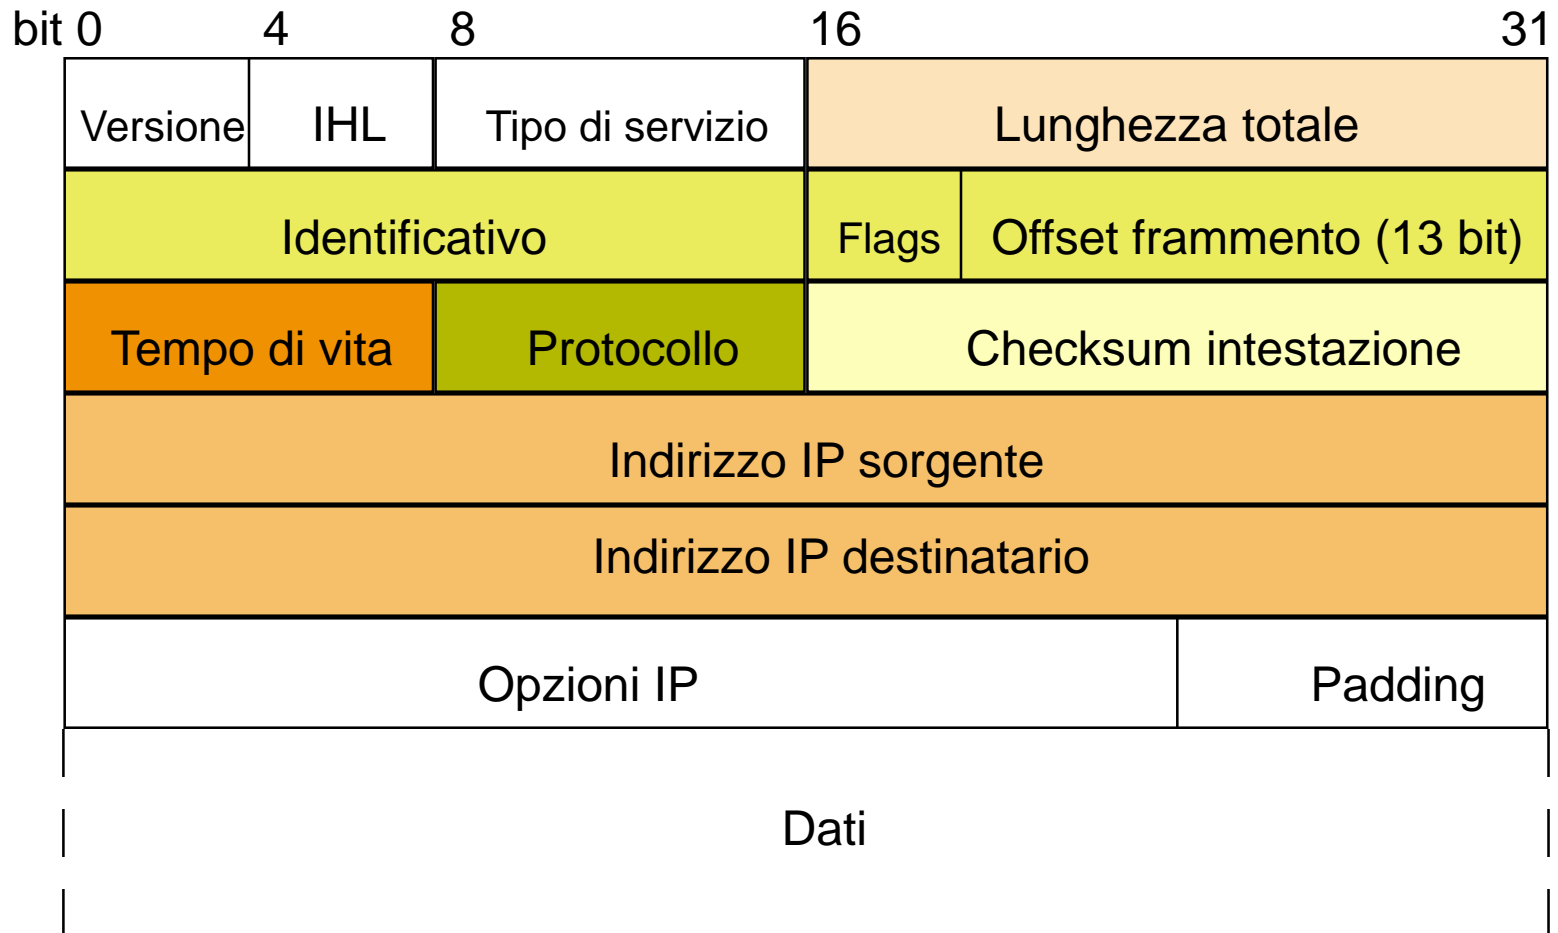 bit 0 4 8 16 31
Versione IHL Tipo di servizio Lunghezza totale
Identificativo Flags Offset frammento (13 bit)
Tempo di vita Protocollo Checksum intestazione
Indirizzo IP sorgente
Indirizzo IP destinatario
Opzioni IP Padding
Dati